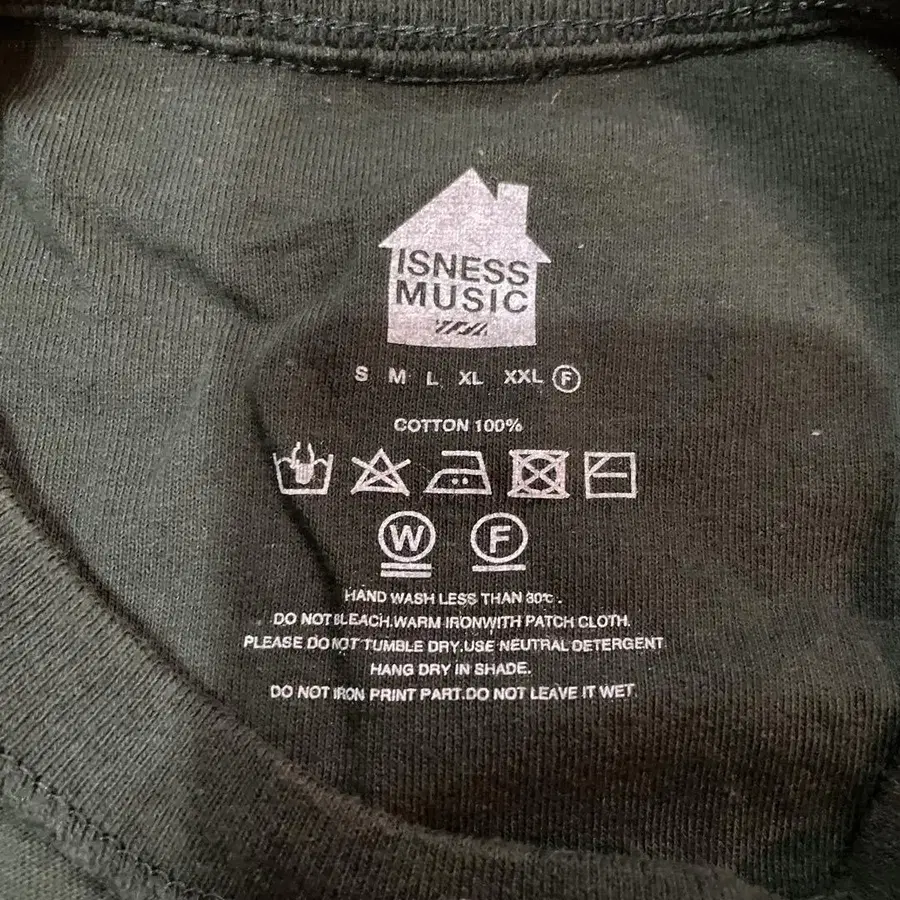 ISNESS
MUSIC
S M L XL XXL F
COTTON 100%
W F
HAND WASH LESS THAN 30℃.
DO NOT BLEACH.WARM IRONWITH PATCH CLOTH.
PLEASE DO NOT TUMBLE DRY.USE NEUTRAL DETERGENT
HANG DRY IN SHADE.
DO NOT IRON PRINT PART.DO NOT LEAVE IT WET.